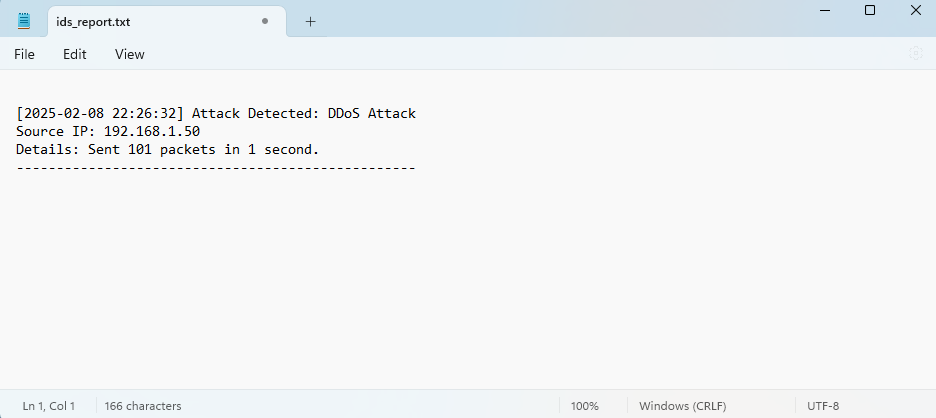 ids_report.txt
File Edit View
[2025-02-08 22:26:32] Attack Detected: DDoS Attack
Source IP: 192.168.1.50
Details: Sent 101 packets in 1 second.
--------------------------------------------------
Ln 1, Col 1 166 characters 100% Windows (CRLF) UTF-8